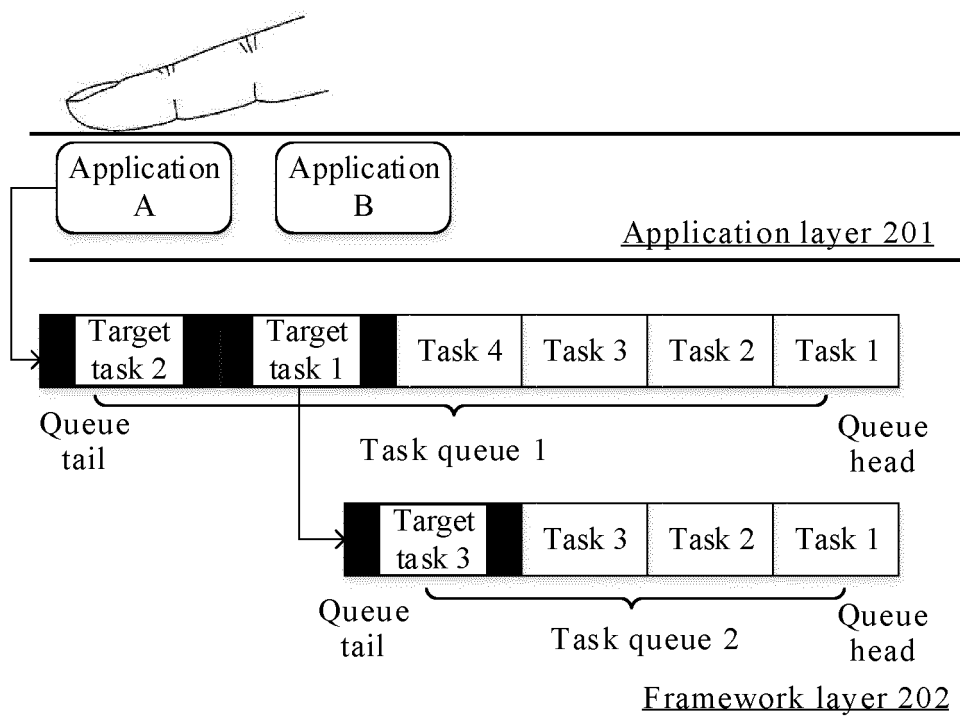 Application
A
Application
B
Application layer 201
Target
task 2
Target
task 1
Task 4
Task 3
Task 2
Task 1
Queue
tail
Task queue 1
Queue
head
Target
task 3
Task 3
Task 2
Task 1
Queue
tail
Task queue 2
Queue
head
Framework layer 202